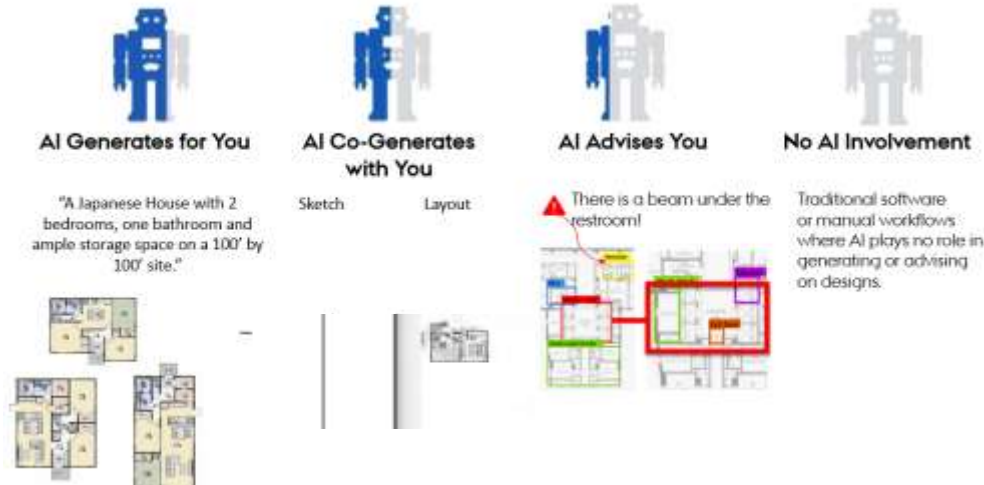 AI Generates for You
"A Japanese House with 2
bedrooms, one bathroom and
ample storage space on a 100' by
100' site."
AI Co-Generates
with You
Sketch
Layout
AI Advises You
There is a beam under the
restroom!
No AI Involvement
Traditional software
or manual workflows
where AI plays no role in
generating or advising
on designs.